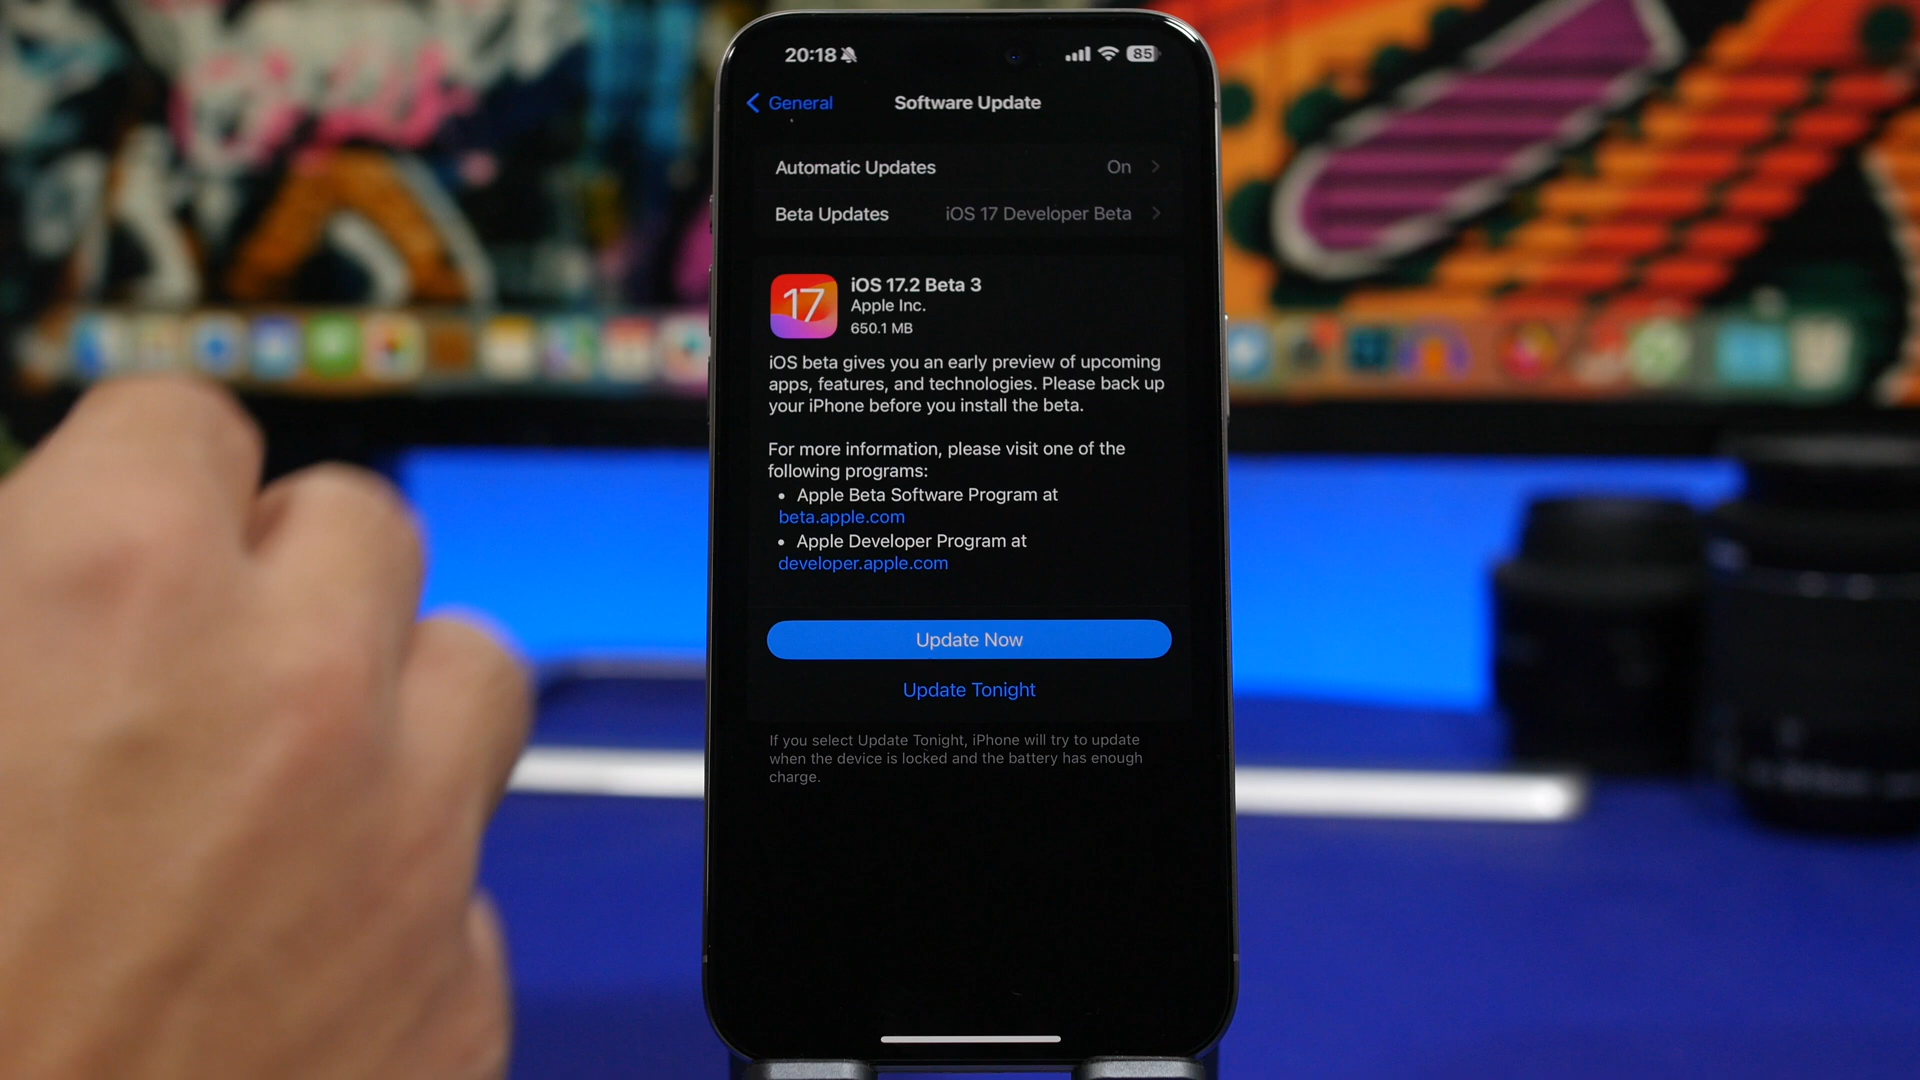 20:18 85
General Software Update
Automatic Updates On
Beta Updates iOS 17 Developer Beta
17
iOS 17.2 Beta 3
Apple Inc.
650.1 MB
iOS beta gives you an early preview of upcoming
apps, features, and technologies. Please back up
your iPhone before you install the beta.
For more information, please visit one of the
following programs:
• Apple Beta Software Program at
beta.apple.com
• Apple Developer Program at
developer.apple.com
Update Now
Update Tonight
If you select Update Tonight, iPhone will try to update
when the device is locked and the battery has enough
charge.